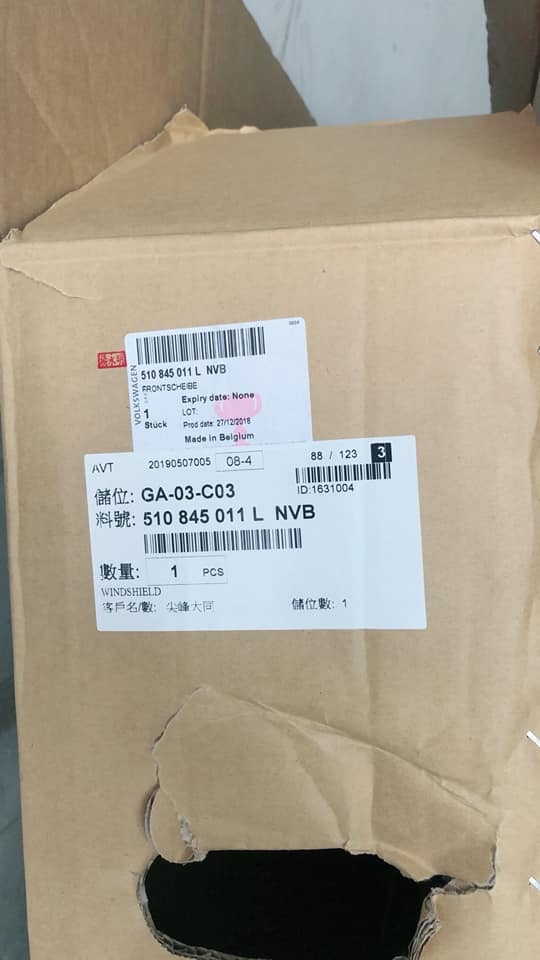 0024
510 845 011 L NVB
FRONTSCHEIBE
VOLKSWAGEN
Expiry date: None
1
LOT:
Stück
Prod date: 27/12/2018
Made in Belgium
AVT 20190507005 08-4 88 / 123 3
ID:1631004
儲位: GA-03-C03
料號: 510 845 011 L NVB
數量: 1 PCS
WINDSHIELD
客戶名/數: 尖峰大同 儲位數: 1